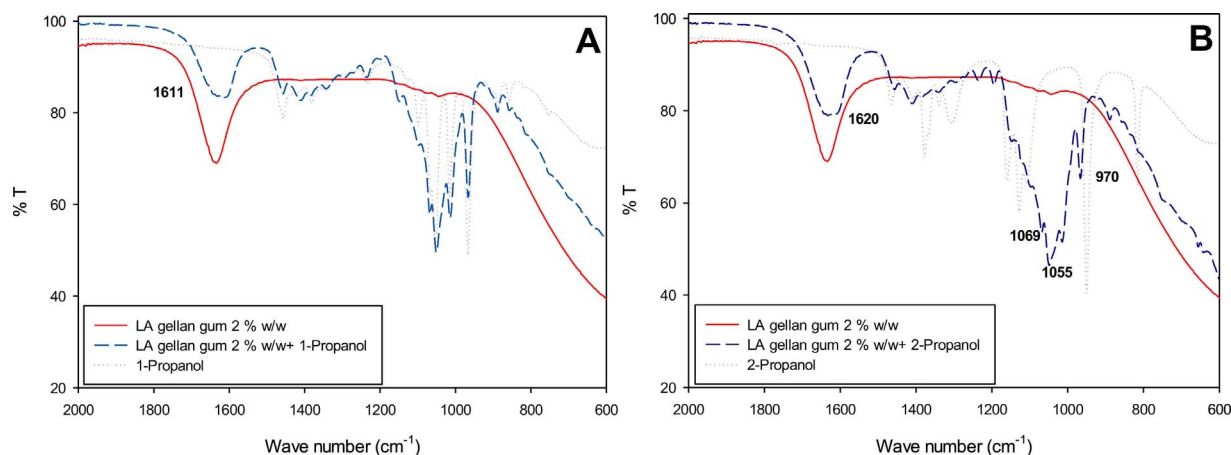 A
100
80
60
40
20
% T
1611
LA gellan gum 2 % w/w
LA gellan gum 2 % w/w+ 1-Propanol
1-Propanol
2000 1800 1600 1400 1200 1000 800 600
Wave number (cm⁻¹)
B
100
80
60
40
20
% T
1620
970
1069
1055
LA gellan gum 2 % w/w
LA gellan gum 2 % w/w+ 2-Propanol
2-Propanol
2000 1800 1600 1400 1200 1000 800 600
Wave number (cm⁻¹)